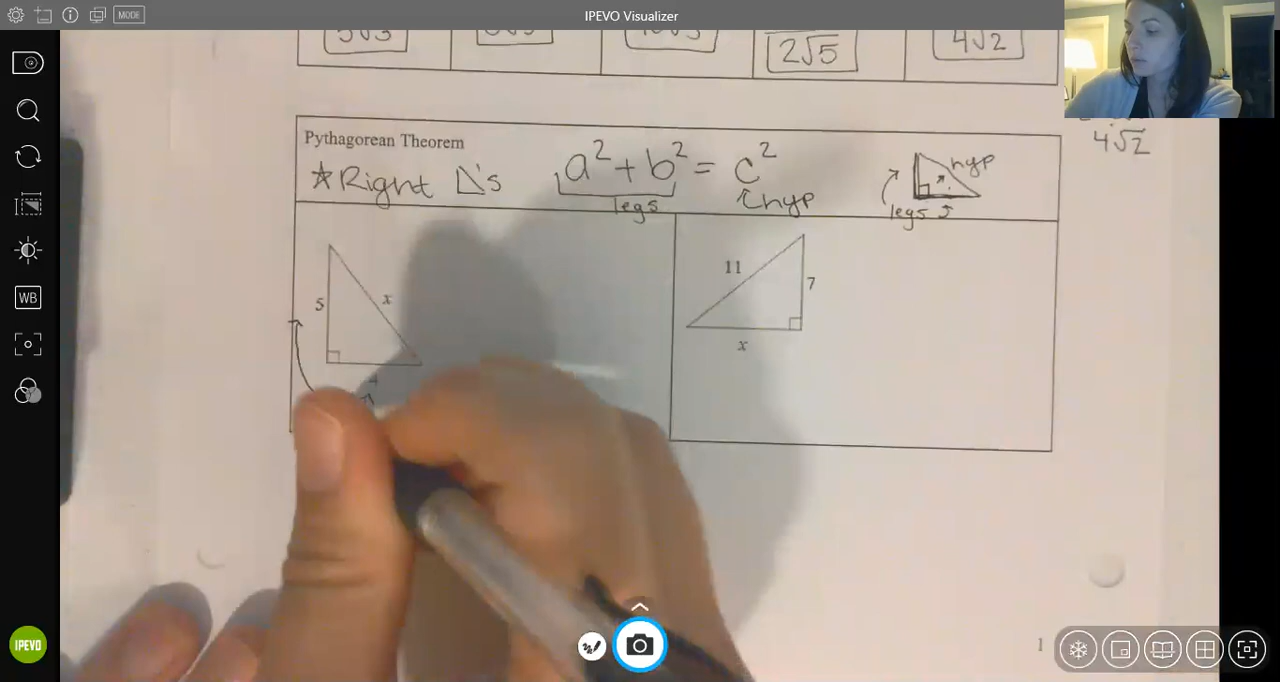 IPEVO Visualizer
MODE
2√5
4√2
4√2
Pythagorean Theorem
☆Right ◺'s
a² + b² = c²
legs
hyp
hyp
legs
5
x
4
11
7
x
WB
IPEVO
1